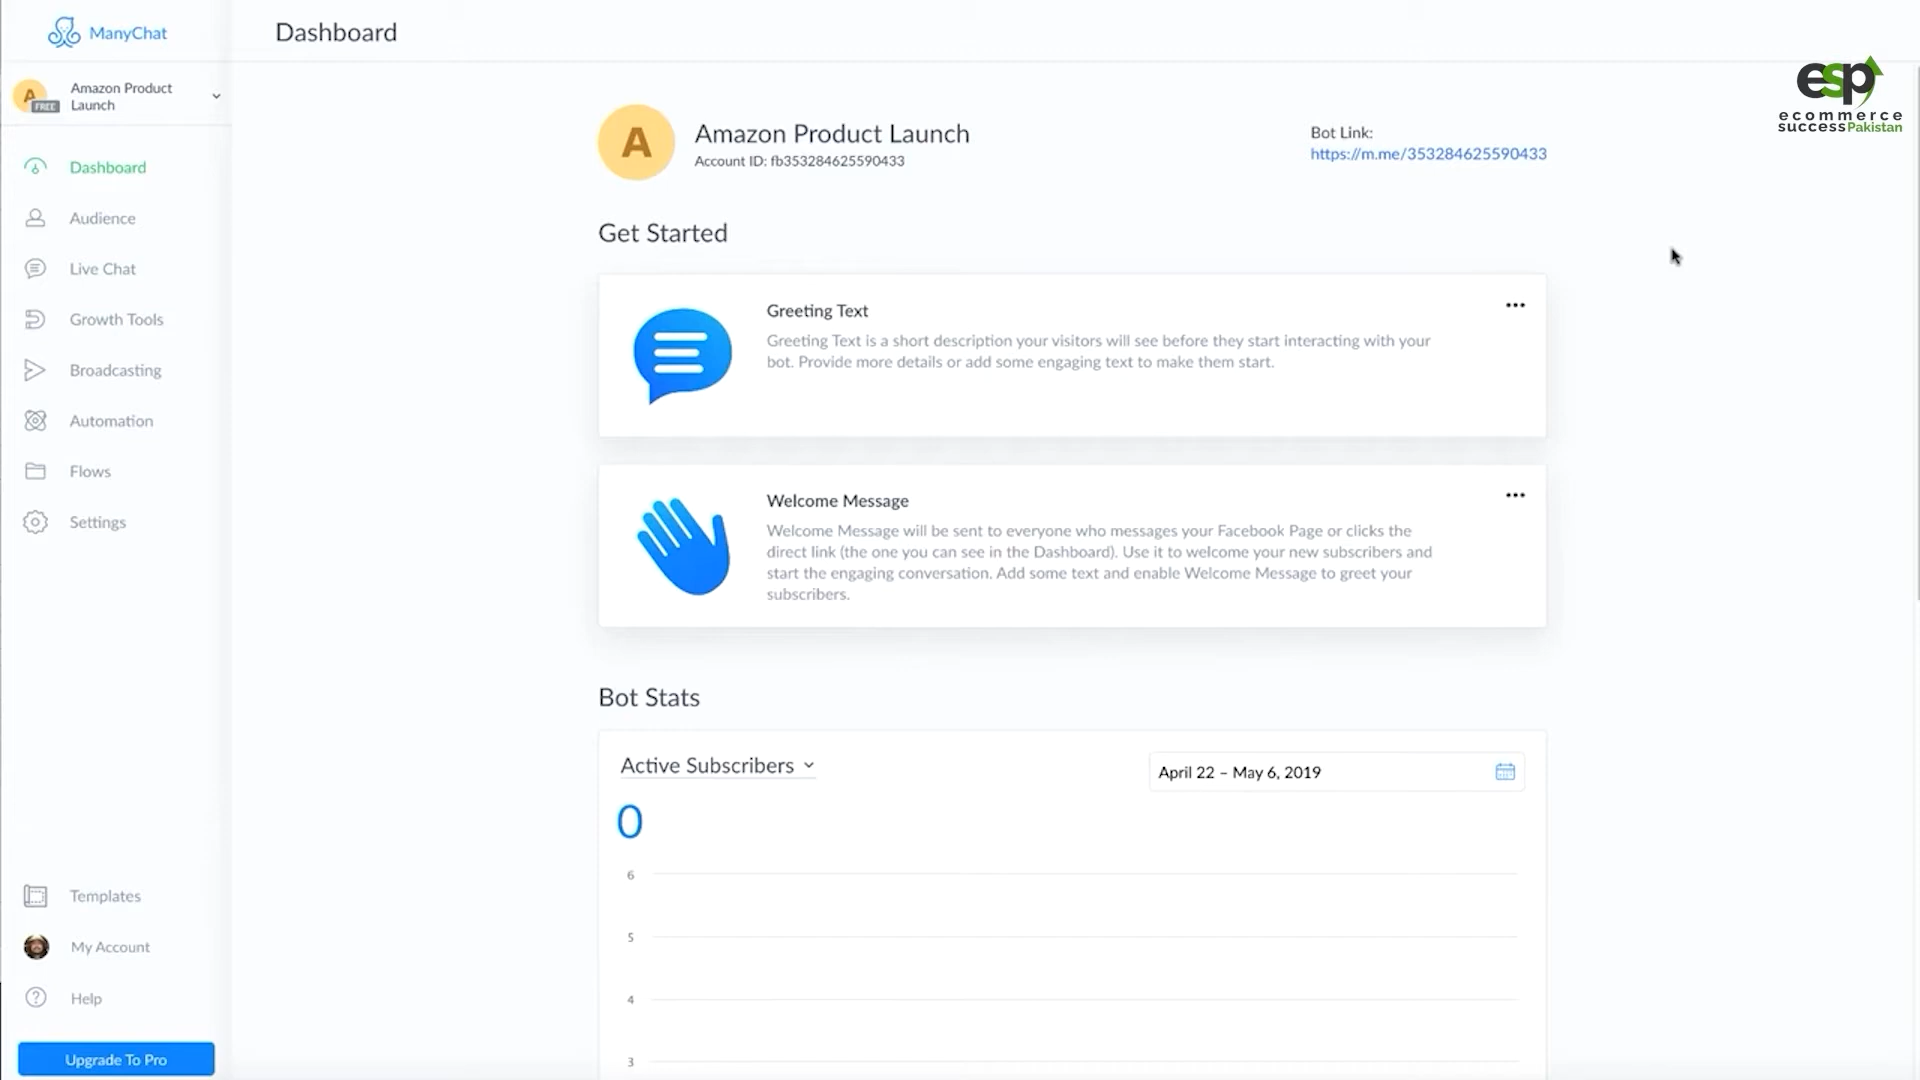 ManyChat
Dashboard
esp
ecommerce
successPakistan
A
FREE
Amazon Product
Launch
Dashboard
Audience
Live Chat
Growth Tools
Broadcasting
Automation
Flows
Settings
Templates
My Account
Help
Upgrade To Pro
A
Amazon Product Launch
Account ID: fb353284625590433
Bot Link:
https://m.me/353284625590433
Get Started
Greeting Text
Greeting Text is a short description your visitors will see before they start interacting with your
bot. Provide more details or add some engaging text to make them start.
Welcome Message
Welcome Message will be sent to everyone who messages your Facebook Page or clicks the
direct link (the one you can see in the Dashboard). Use it to welcome your new subscribers and
start the engaging conversation. Add some text and enable Welcome Message to greet your
subscribers.
Bot Stats
Active Subscribers
April 22 – May 6, 2019
0
6
5
4
3